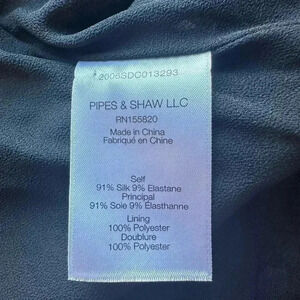 2006SDC013293
PIPES & SHAW LLC
RN155820
Made in China
Fabriqué en Chine
Self
91% Silk 9% Elastane
Principal
91% Soie 9% Élasthanne
Lining
100% Polyester
Doublure
100% Polyester